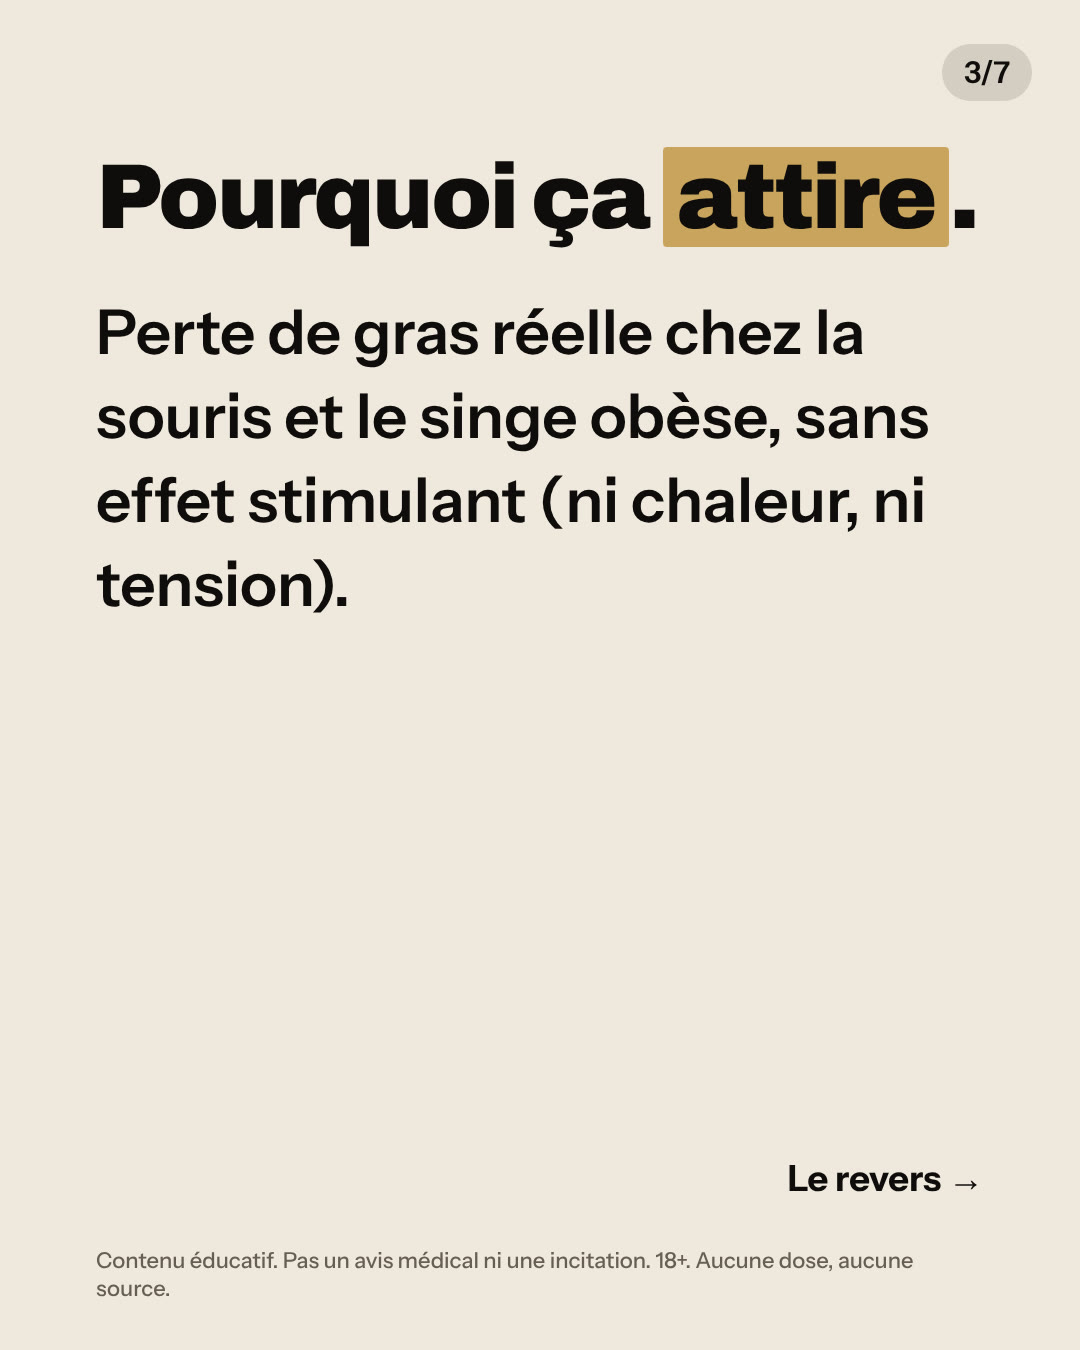 3/7
Pourquoi ça attire.
Perte de gras réelle chez la
souris et le singe obèse, sans
effet stimulant (ni chaleur, ni
tension).
Le revers →
Contenu éducatif. Pas un avis médical ni une incitation. 18+. Aucune dose, aucune
source.